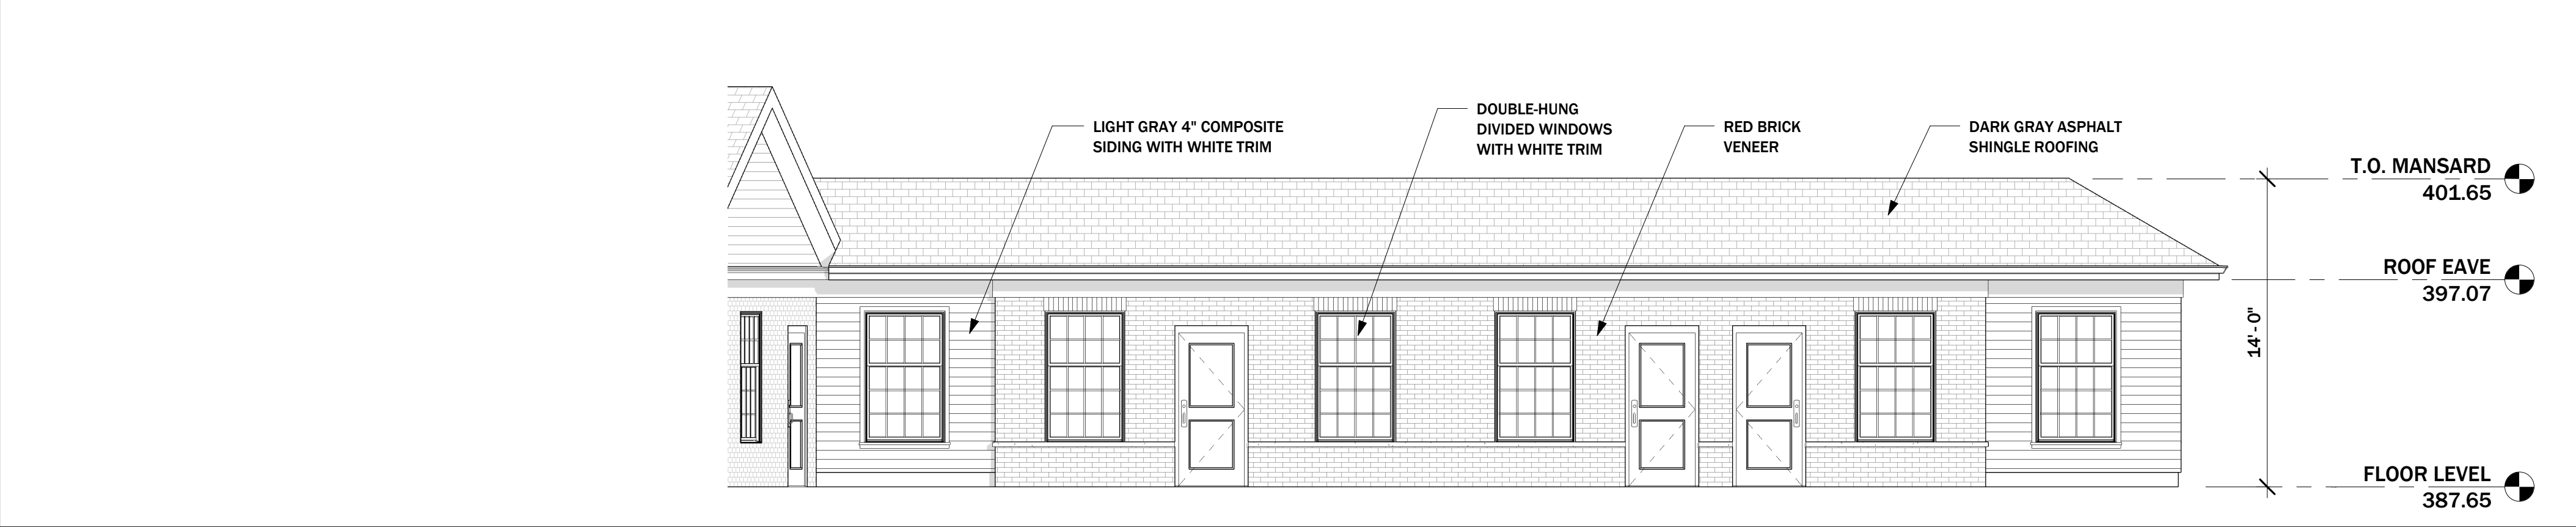 LIGHT GRAY 4" COMPOSITE
SIDING WITH WHITE TRIM
DOUBLE-HUNG
DIVIDED WINDOWS
WITH WHITE TRIM
RED BRICK
VENEER
DARK GRAY ASPHALT
SHINGLE ROOFING
T.O. MANSARD
401.65
ROOF EAVE
397.07
14' - 0"
FLOOR LEVEL
387.65